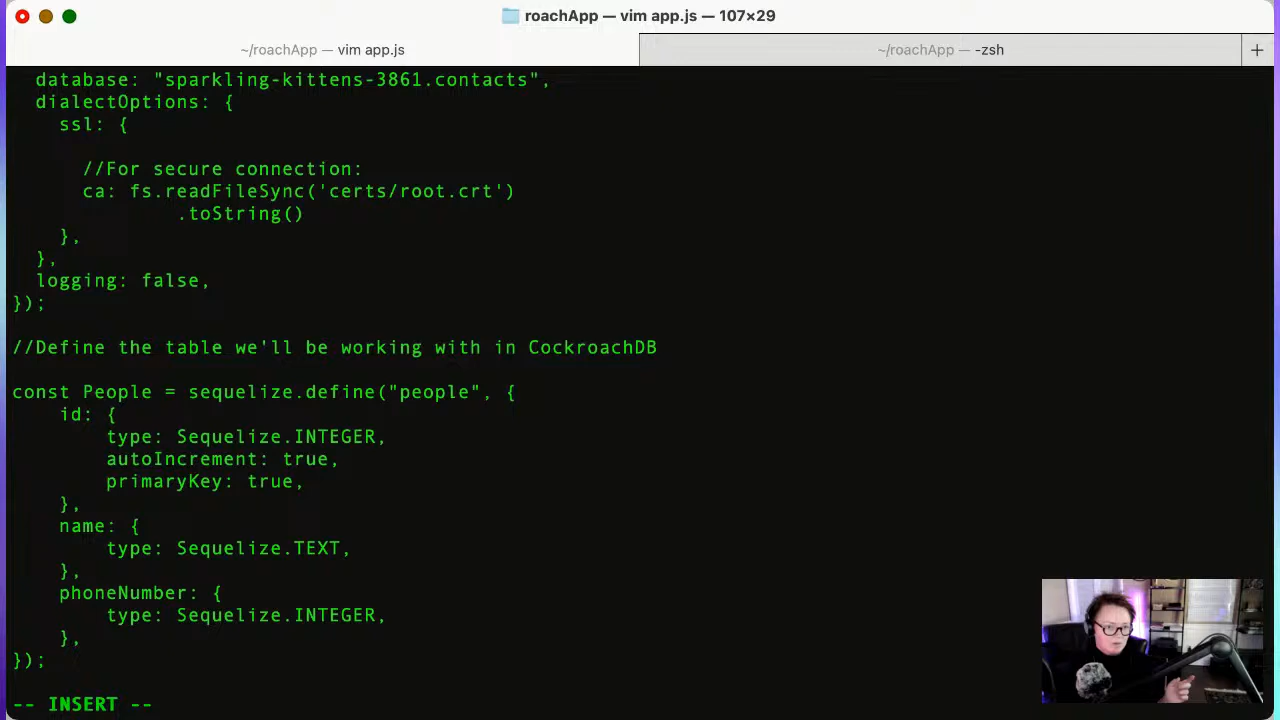 roachApp — vim app.js — 107×29
~/roachApp — vim app.js
~/roachApp — -zsh
+
  database: "sparkling-kittens-3861.contacts",
  dialectOptions: {
    ssl: {

      //For secure connection:
      ca: fs.readFileSync('certs/root.crt')
              .toString()
    },
  },
  logging: false,
});

//Define the table we'll be working with in CockroachDB

const People = sequelize.define("people", {
    id: {
        type: Sequelize.INTEGER,
        autoIncrement: true,
        primaryKey: true,
    },
    name: {
        type: Sequelize.TEXT,
    },
    phoneNumber: {
        type: Sequelize.INTEGER,
    },
});

-- INSERT --